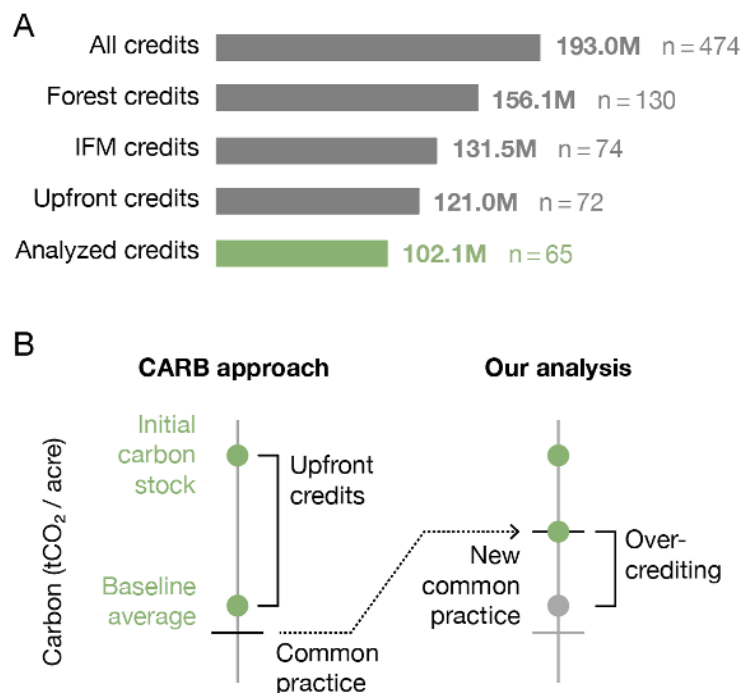 A
All credits 193.0M n = 474
Forest credits 156.1M n = 130
IFM credits 131.5M n = 74
Upfront credits 121.0M n = 72
Analyzed credits 102.1M n = 65
B
CARB approach
Our analysis
Carbon (tCO₂ / acre)
Initial
carbon
stock
Upfront
credits
Baseline
average
Common
practice
New
common
practice
Over-
crediting